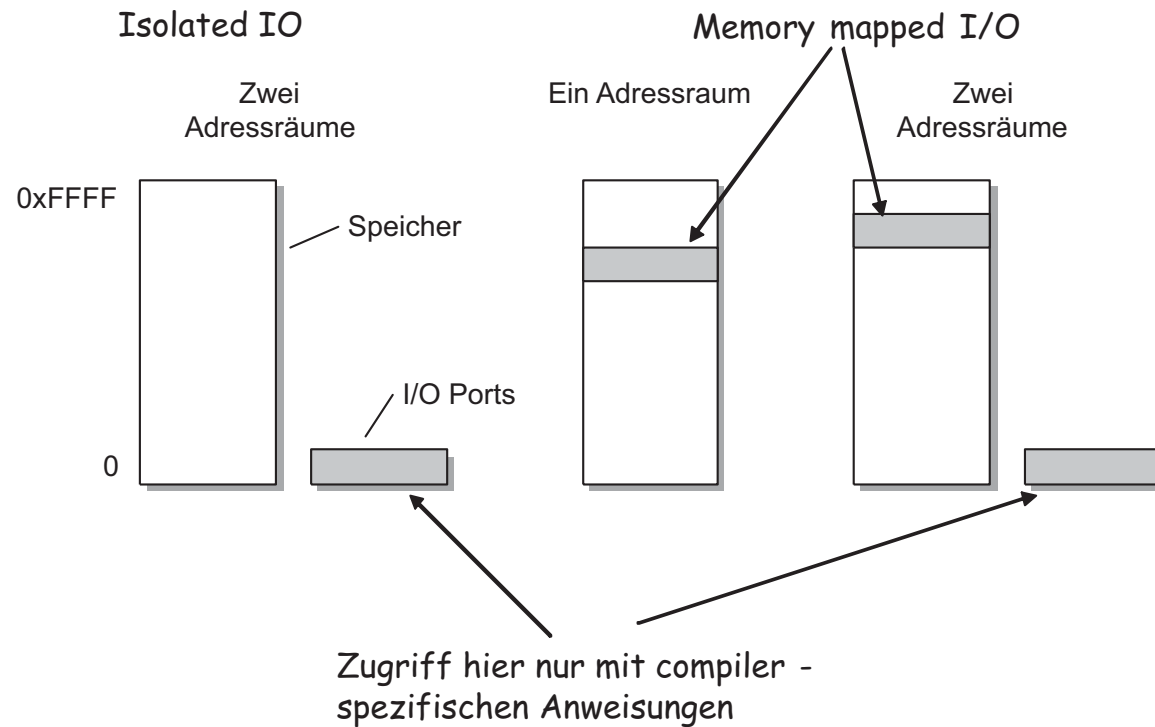 Isolated IO
Memory mapped I/O
Zwei
Adressräume
Ein Adressraum
Zwei
Adressräume
0xFFFF
Speicher
I/O Ports
0
Zugriff hier nur mit compiler -
spezifischen Anweisungen